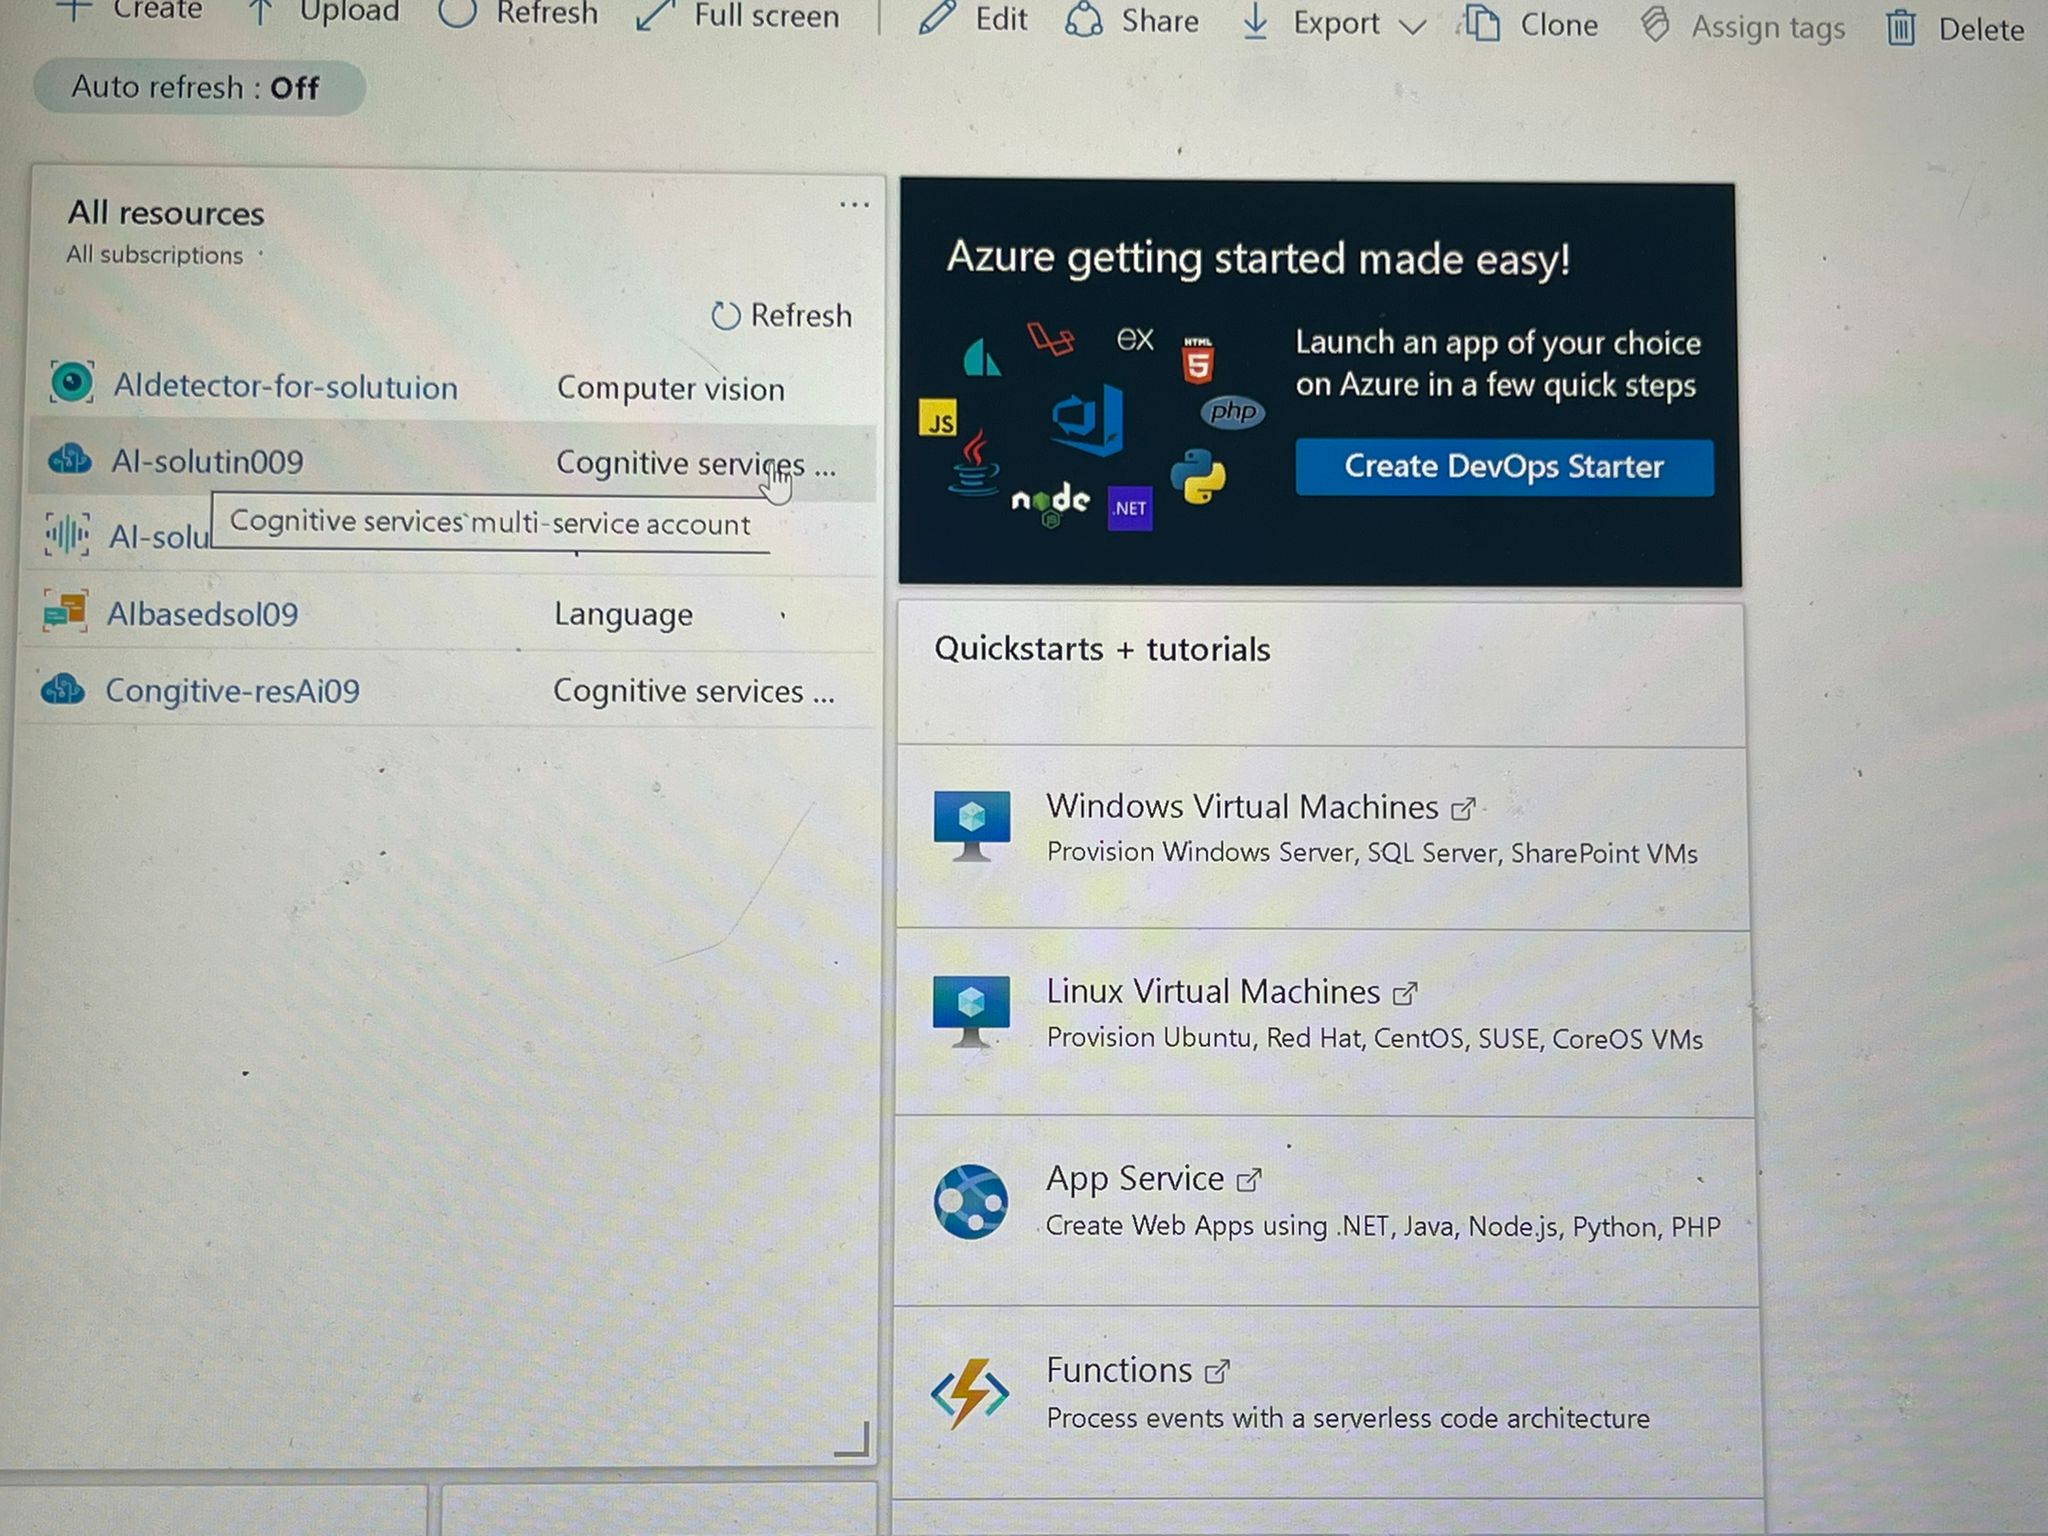 Create Upload Refresh Full screen Edit Share Export Clone Assign tags Delete
Auto refresh : Off
All resources
All subscriptions
Refresh
AIdetector-for-solutuion Computer vision
AI-solutin009 Cognitive services ...
Cognitive services multi-service account
AI-solu
AIbasedsol09 Language
Congitive-resAi09 Cognitive services ...
Azure getting started made easy!
ex
HTML
5
JS
php
node
JS
.NET
Launch an app of your choice
on Azure in a few quick steps
Create DevOps Starter
Quickstarts + tutorials
Windows Virtual Machines
Provision Windows Server, SQL Server, SharePoint VMs
Linux Virtual Machines
Provision Ubuntu, Red Hat, CentOS, SUSE, CoreOS VMs
App Service
Create Web Apps using .NET, Java, Node.js, Python, PHP
Functions
Process events with a serverless code architecture